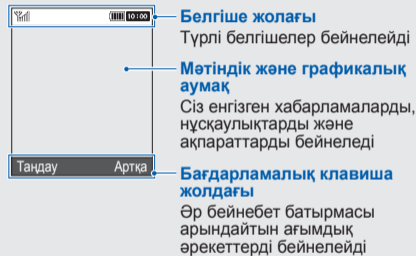 10:00
Белгіше жолағы
Түрлі белгішелер бейнелейді
Мәтіндік және графикалық
аумақ
Сіз енгізген хабарламаларды,
нұсқаулықтарды және
ақпараттарды бейнеледі
Таңдау Артқа
Бағдарламалық клавиша
жолдағы
Әр бейнебет батырмасы
арындайтын ағымдық
әрекеттерді бейнелейді